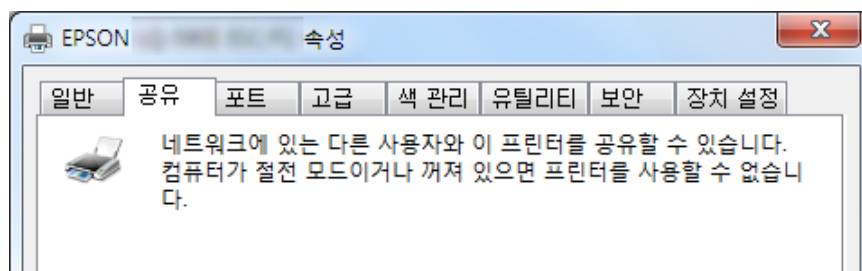 EPSON 속성
일반 공유 포트 고급 색 관리 유틸리티 보안 장치 설정
네트워크에 있는 다른 사용자와 이 프린터를 공유할 수 있습니다.
컴퓨터가 절전 모드이거나 꺼져 있으면 프린터를 사용할 수 없습니
다.